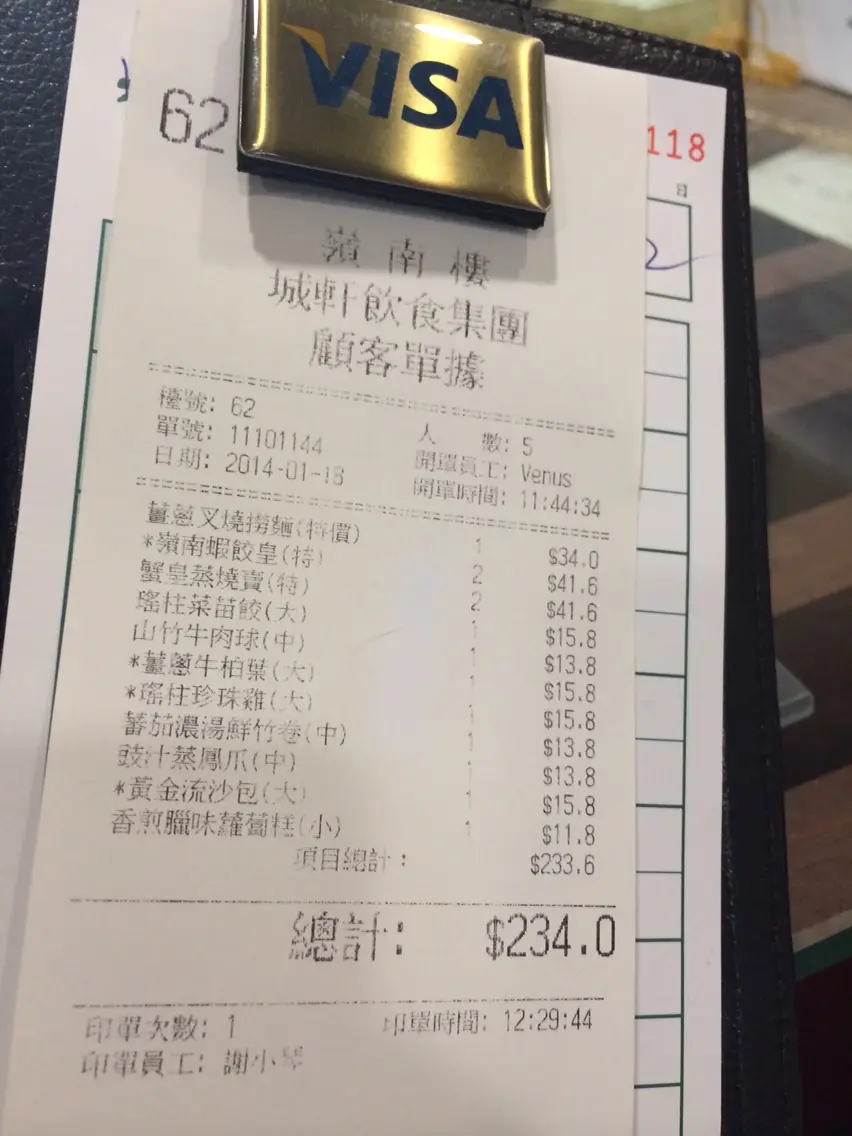 VISA
62
118
日
嶺南樓
城軒飲食集團
顧客單據
檯號: 62
人 數: 5
單號: 11101144
開單員工: Venus
日期: 2014-01-18
開單時間: 11:44:34
薑蔥叉燒撈麵(特價) 1 $34.0
*嶺南蝦餃皇(特) 2 $41.6
蟹皇蒸燒賣(特) 2 $41.6
瑤柱菜苗餃(大) 1 $15.8
山竹牛肉球(中) 1 $13.8
*薑蔥牛柏葉(大) 1 $15.8
*瑤柱珍珠雞(大) 1 $15.8
蕃茄濃湯鮮竹卷(中) 1 $13.8
豉汁蒸鳳爪(中) 1 $13.8
*黃金流沙包(大) 1 $15.8
香煎臘味蘿蔔糕(小) 1 $11.8
項目總計: $233.6
總計: $234.0
印單次數: 1
印單時間: 12:29:44
印單員工: 謝小琴